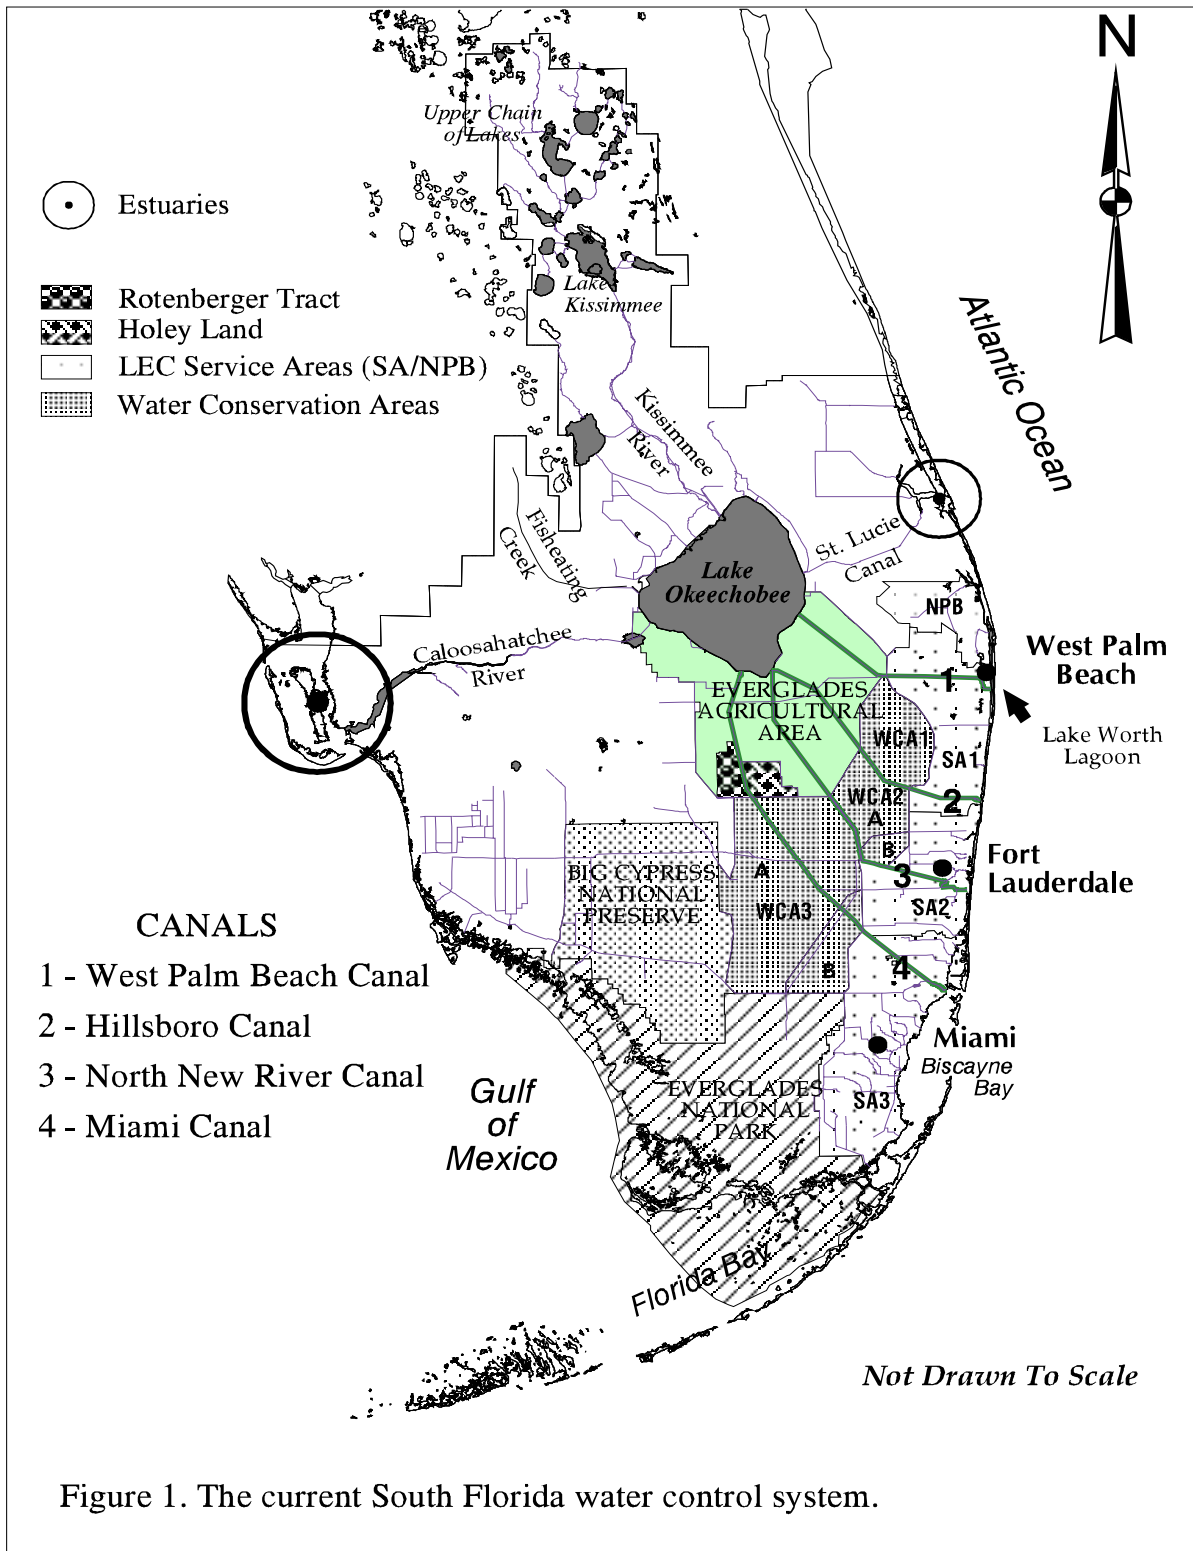 N
Upper Chain
of Lakes
Estuaries
Lake
Kissimmee
Rotenberger Tract
Holey Land
LEC Service Areas (SA/NPB)
Water Conservation Areas
Atlantic Ocean
Kissimmee
River
Fisheating
Creek
St. Lucie
Canal
Lake
Okeechobee
NPB
Caloosahatchee
River
West Palm
Beach
1
EVERGLADES
AGRICULTURAL
AREA
WCA1
Lake Worth
Lagoon
SA1
WCA2
A
2
B
Fort
Lauderdale
3
A
BIG CYPRESS
NATIONAL
PRESERVE
WCA3
SA2
B
4
CANALS
1 - West Palm Beach Canal
2 - Hillsboro Canal
3 - North New River Canal
4 - Miami Canal
Miami
Biscayne
Bay
Gulf
of
Mexico
EVERGLADES
NATIONAL
PARK
SA3
Florida Bay
Not Drawn To Scale
Figure 1. The current South Florida water control system.